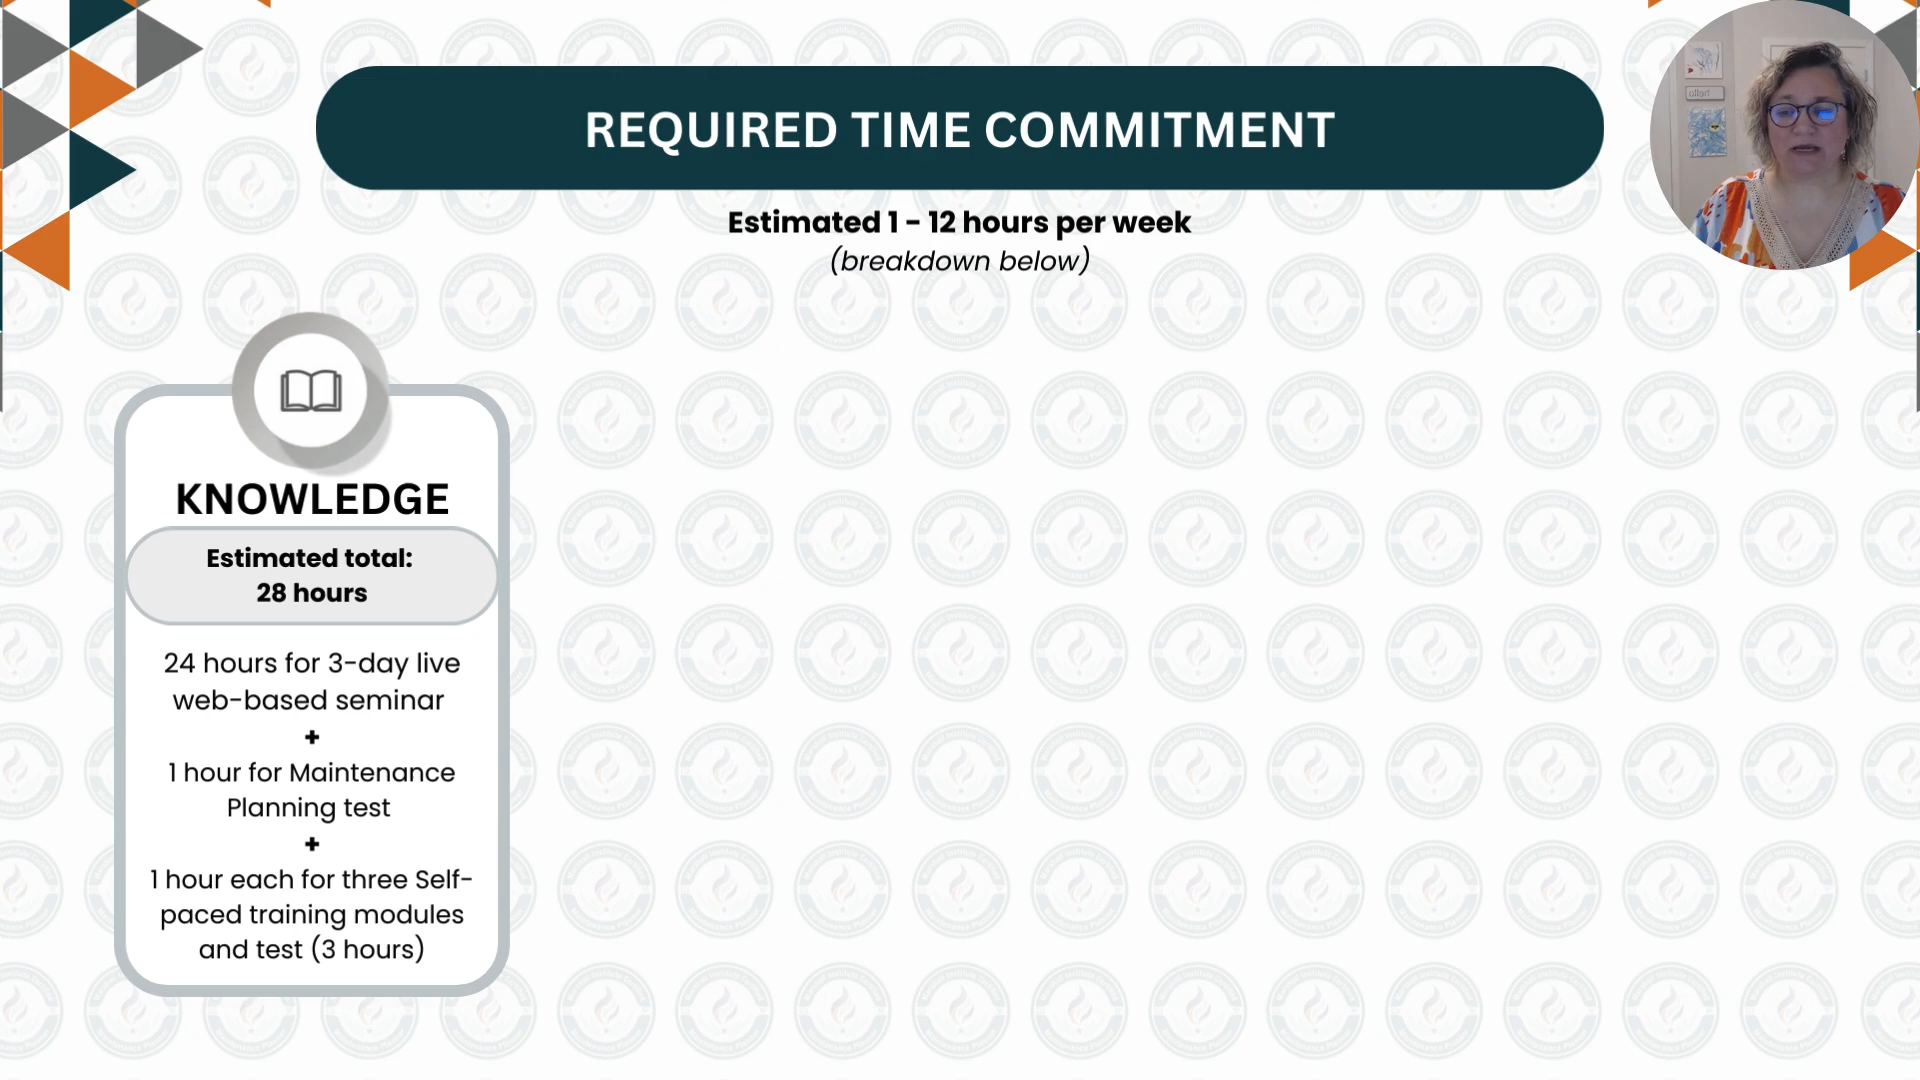 REQUIRED TIME COMMITMENT
Estimated 1 - 12 hours per week
(breakdown below)
KNOWLEDGE
Estimated total:
28 hours
24 hours for 3-day live
web-based seminar
+
1 hour for Maintenance
Planning test
+
1 hour each for three Self-
paced training modules
and test (3 hours)